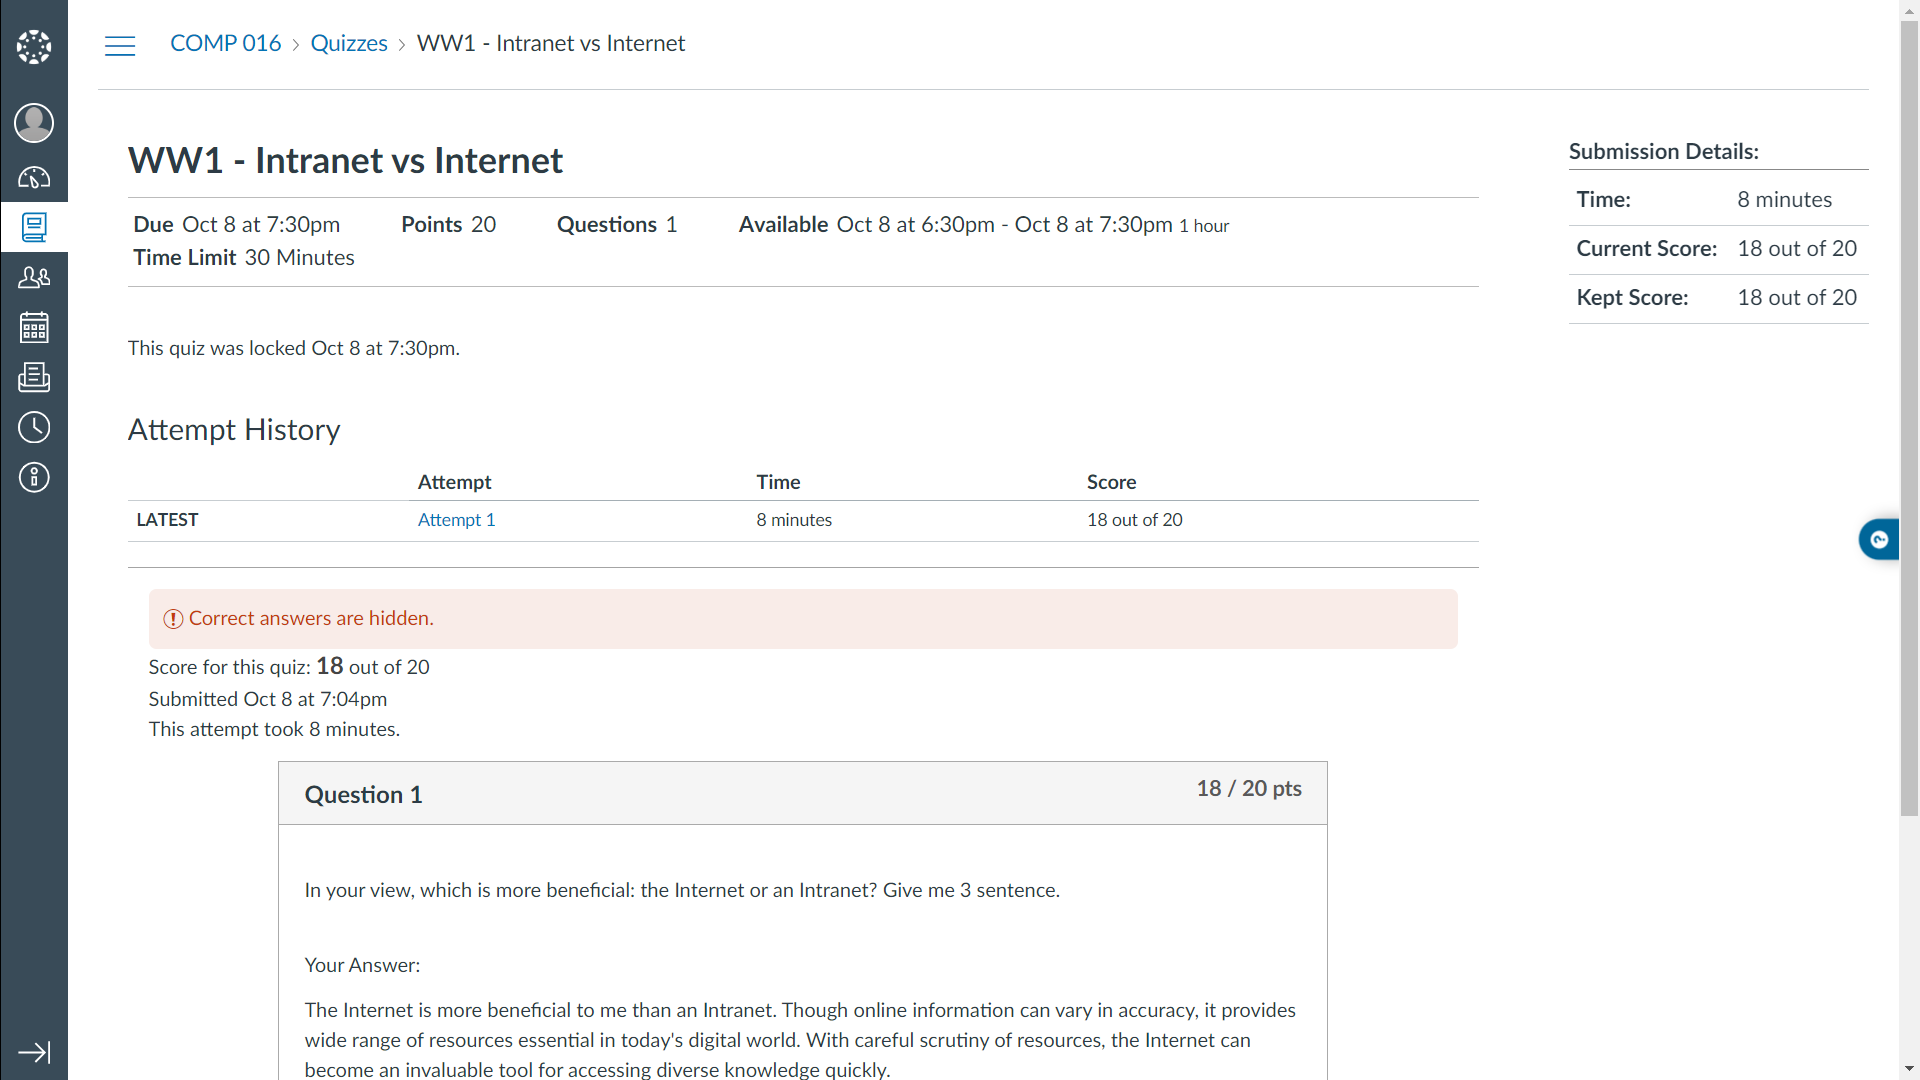 COMP 016 › Quizzes › WW1 - Intranet vs Internet
WW1 - Intranet vs Internet
Due Oct 8 at 7:30pm Points 20 Questions 1 Available Oct 8 at 6:30pm - Oct 8 at 7:30pm 1 hour
Time Limit 30 Minutes
This quiz was locked Oct 8 at 7:30pm.
Attempt History
Attempt Time Score
LATEST Attempt 1 8 minutes 18 out of 20
Correct answers are hidden.
Score for this quiz: 18 out of 20
Submitted Oct 8 at 7:04pm
This attempt took 8 minutes.
Question 1 18 / 20 pts
In your view, which is more beneficial: the Internet or an Intranet? Give me 3 sentence.
Your Answer:
The Internet is more beneficial to me than an Intranet. Though online information can vary in accuracy, it provides
wide range of resources essential in today's digital world. With careful scrutiny of resources, the Internet can
become an invaluable tool for accessing diverse knowledge quickly.
Submission Details:
Time: 8 minutes
Current Score: 18 out of 20
Kept Score: 18 out of 20